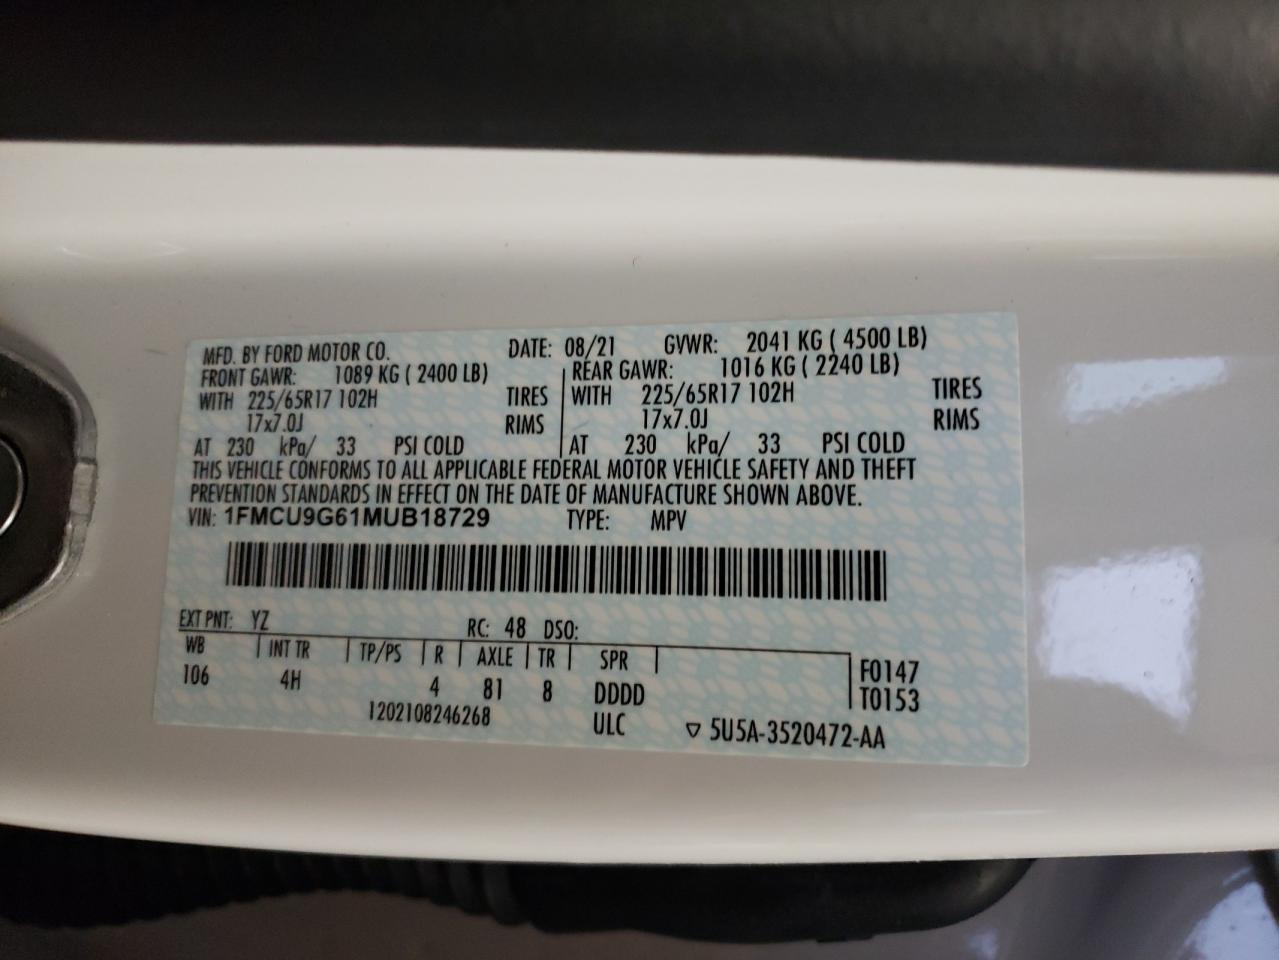 MFD. BY FORD MOTOR CO. DATE: 08/21 GVWR: 2041 KG ( 4500 LB)
FRONT GAWR: 1089 KG ( 2400 LB) REAR GAWR: 1016 KG ( 2240 LB)
WITH 225/65R17 102H TIRES WITH 225/65R17 102H TIRES
17x7.0J RIMS 17x7.0J RIMS
AT 230 kPa/ 33 PSI COLD AT 230 kPa/ 33 PSI COLD
THIS VEHICLE CONFORMS TO ALL APPLICABLE FEDERAL MOTOR VEHICLE SAFETY AND THEFT
PREVENTION STANDARDS IN EFFECT ON THE DATE OF MANUFACTURE SHOWN ABOVE.
VIN: 1FMCU9G61MUB18729 TYPE: MPV
EXT PNT: YZ RC: 48 DSO:
WB INT TR TP/PS R AXLE TR SPR F0147
106 4H 4 81 8 DDDD T0153
1202108246268 ULC ▽ 5U5A-3520472-AA